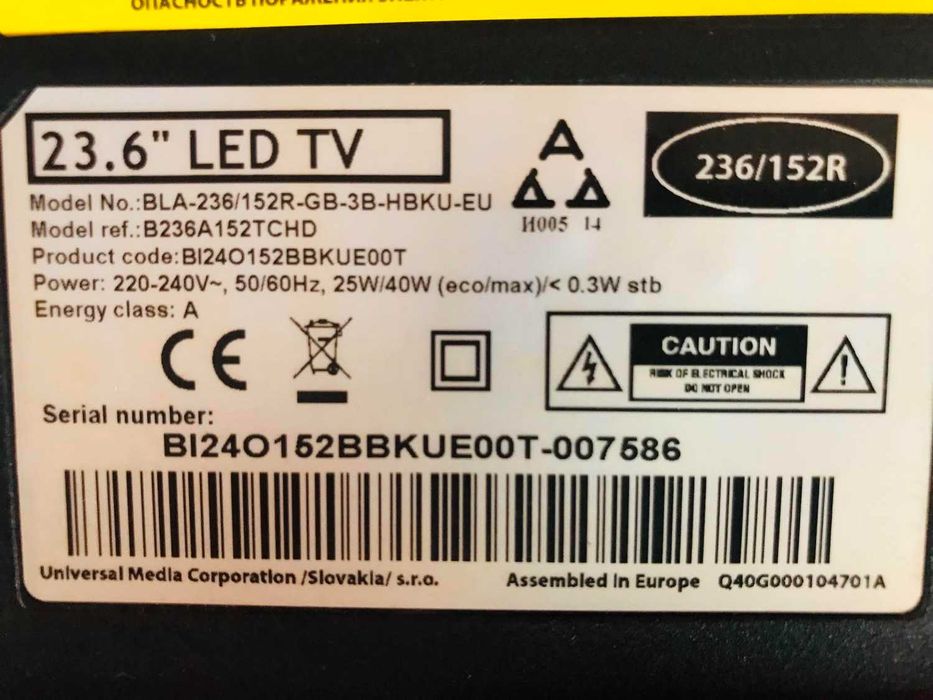 23.6" LED TV
236/152R
Model No.:BLA-236/152R-GB-3B-HBKU-EU
Model ref.:B236A152TCHD
И005 14
Product code:BI24O152BBKUE00T
Power: 220-240V~, 50/60Hz, 25W/40W (eco/max)/< 0.3W stb
Energy class: A
CE
CAUTION
RISK OF ELECTRICAL SHOCK
DO NOT OPEN
Serial number:
BI24O152BBKUE00T-007586
Universal Media Corporation /Slovakia/ s.r.o.
Assembled in Europe
Q40G000104701A